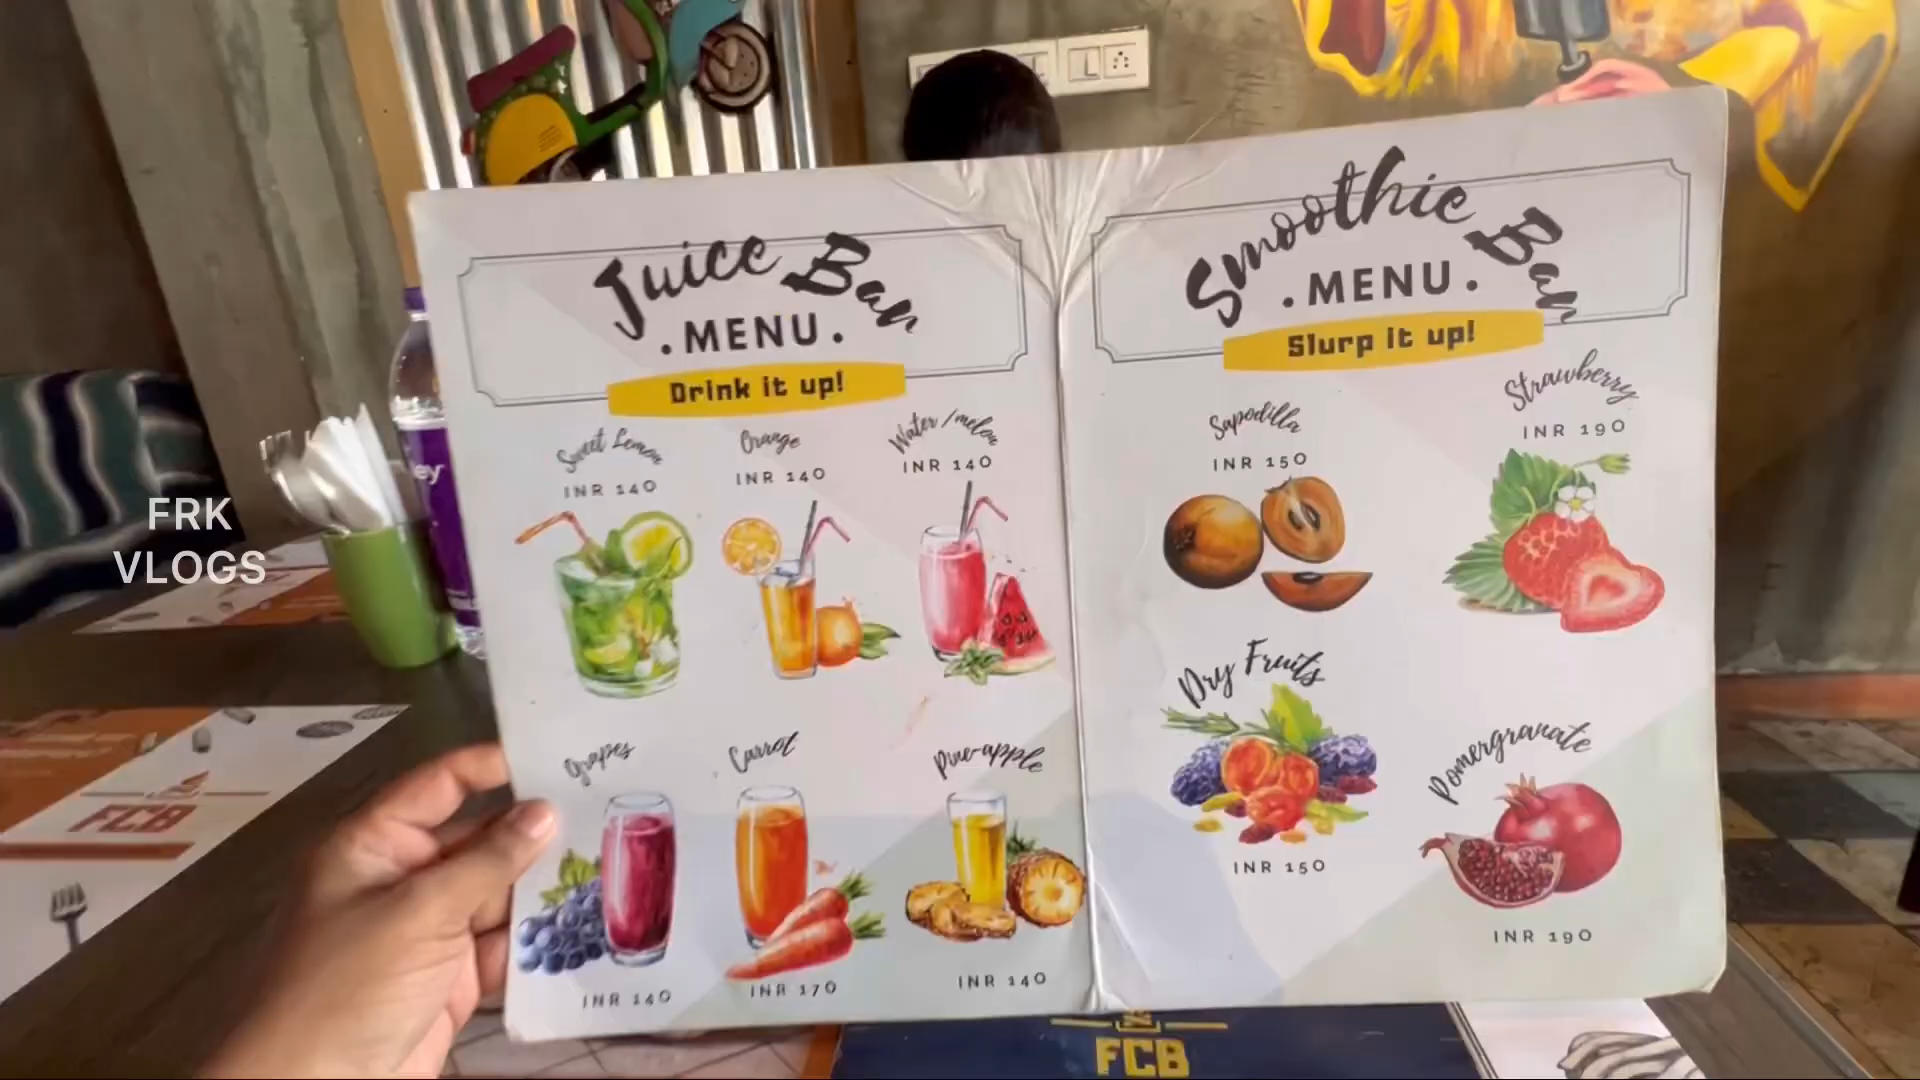 Juice Bar
. MENU .
Drink it up!
Sweet Lemon
INR 140
Orange
INR 140
Water / melon
INR 140
Grapes
INR 140
Carrot
INR 170
Pine-apple
INR 140
Smoothie Bar
. MENU .
Slurp it up!
Sapodilla
INR 150
Strawberry
INR 190
Dry Fruits
INR 150
Pomergranate
INR 190
FRK
VLOGS
FCB
FCB
ey